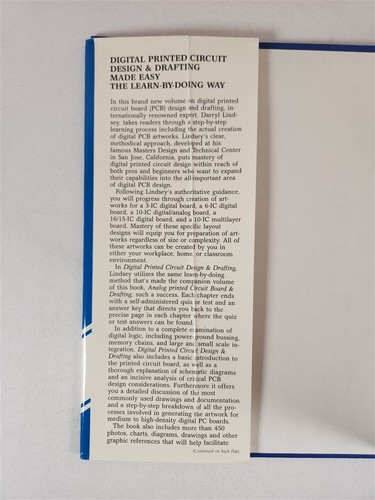 DIGITAL PRINTED CIRCUIT
DESIGN & DRAFTING
MADE EASY
THE LEARN-BY-DOING WAY
In this brand new volume on digital printed
circuit board (PCB) design and drafting, in-
ternationally renowned expert, Darryl Lind-
sey, takes readers through a step-by-step
learning process including the actual creation
of digital PCB artworks. Lindsey's clear,
methodical approach, developed at his
famous Masters Design and Technical Center
in San Jose, California, puts mastery of
digital printed circuit design within reach of
both pros and beginners who want to expand
their capabilities into the all-important area
of digital PCB design.
Following Lindsey's authoritative guidance,
you will progress through creation of art-
works for a 3-IC digital board, a 6-IC digital
board, a 10-IC digital/analog board, a
16/15-IC digital board, and a 10-IC multilayer
board. Mastery of these specific layout
designs will equip you for preparation of art-
works regardless of size or complexity. All of
these artworks can be created by you in
either your workplace, home, or classroom
environment.
In Digital Printed Circuit Design & Drafting,
Lindsey utilizes the same learn-by-doing
method that's made the companion volume
of this book, Analog printed Circuit Board &
Drafting, such a success. Each chapter ends
with a self-administered quiz or test and an
answer key that directs you back to the
precise page in each chapter where the quiz
or test answers can be found.
In addition to a complete examination of
digital logic, including power-ground bussing,
memory chains, and large and small scale in-
tegration, Digital Printed Circuit Design &
Drafting also includes a basic introduction to
the printed circuit board, as well as a
thorough explanation of schematic diagrams
and an incisive analysis of critical PCB
design considerations. Furthermore it offers
you a detailed discussion of the most
commonly used drawings and documentation
and a step-by-step breakdown of all the pro-
cesses involved in generating the artwork for
medium to high-density digital PC boards.
The book also includes more than 450
photos, charts, diagrams, drawings and other
graphic references that will help facilitate
(Continued on back flap)